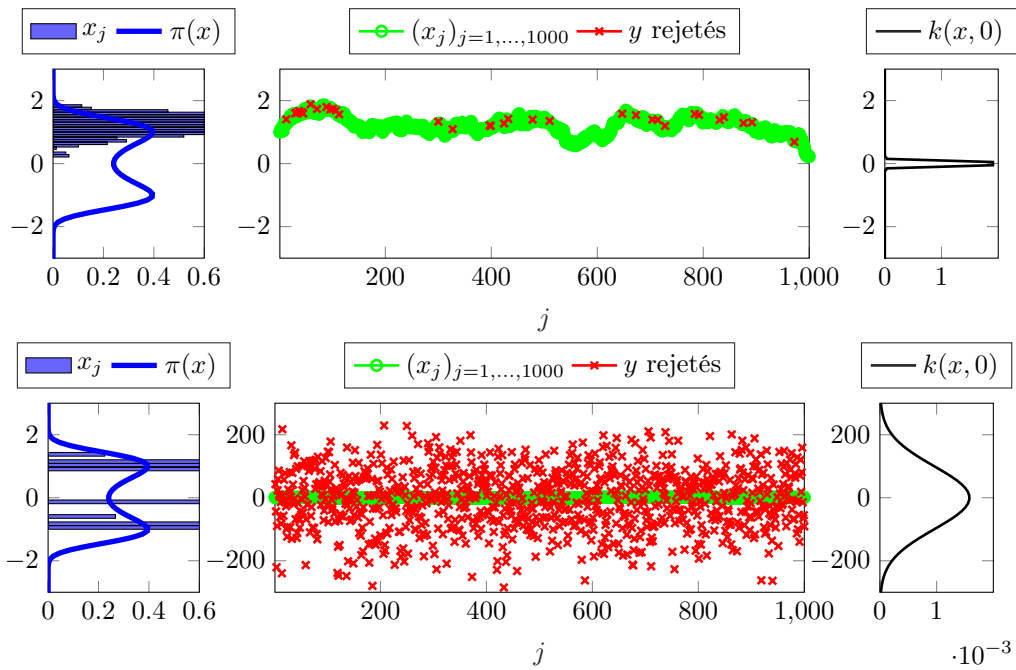 x_j π(x)
(x_j)_{j=1,...,1000} y rejetés
k(x, 0)
2
0
−2
0 0.2 0.4 0.6
2
0
−2
200 400 600 800 1,000
j
2
0
−2
0 1
x_j π(x)
(x_j)_{j=1,...,1000} y rejetés
k(x, 0)
2
0
−2
0 0.2 0.4 0.6
200
0
−200
200 400 600 800 1,000
j
200
0
−200
0 1
·10^{−3}